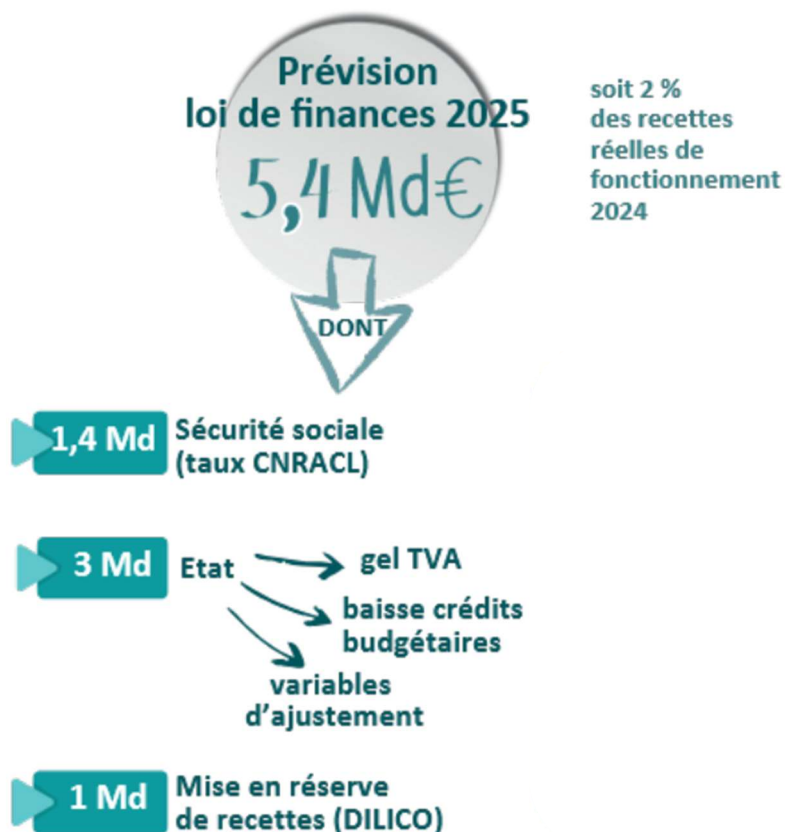 Prévision
loi de finances 2025
5,4 Md€
soit 2 %
des recettes
réelles de
fonctionnement
2024
DONT
1,4 Md
Sécurité sociale
(taux CNRACL)
3 Md
Etat
gel TVA
baisse crédits
budgétaires
variables
d’ajustement
1 Md
Mise en réserve
de recettes (DILICO)